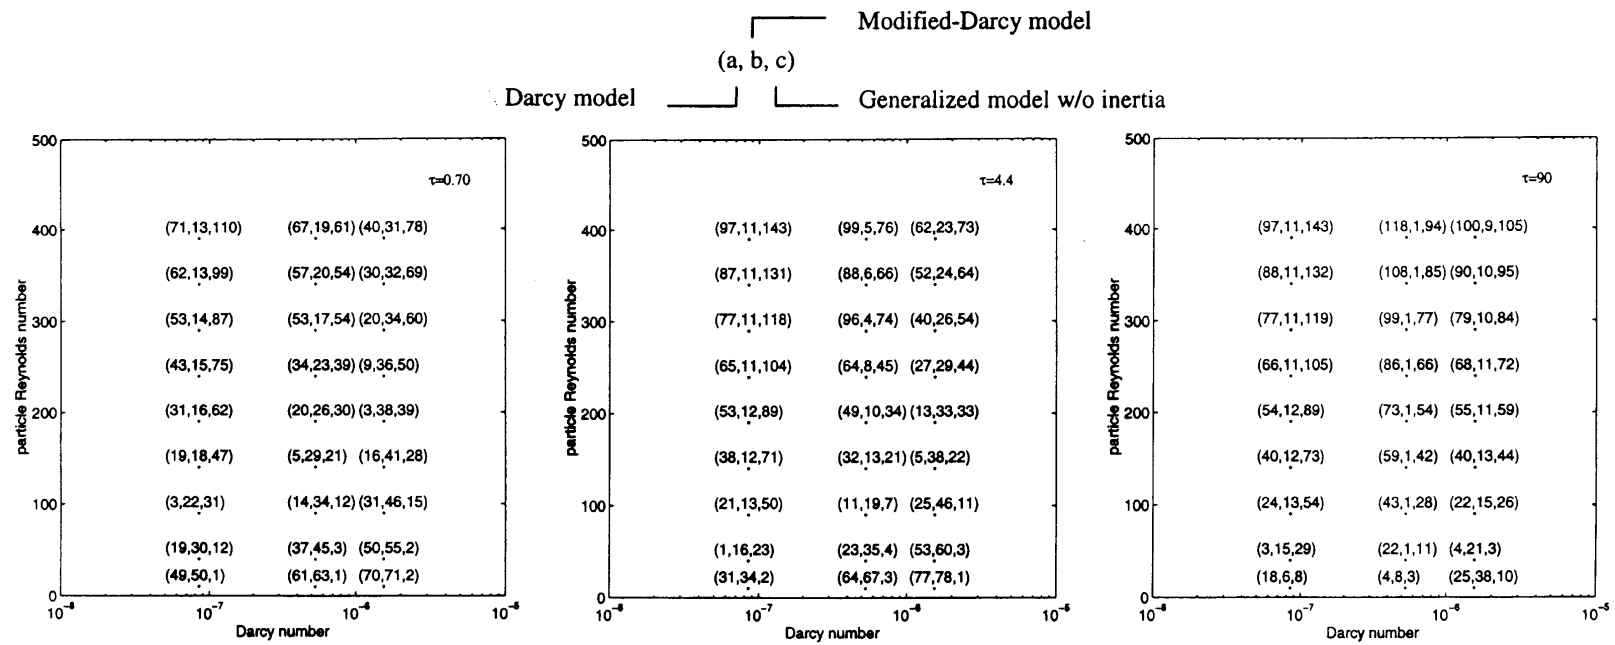 Modified-Darcy model
(a, b, c)
Darcy model
Generalized model w/o inertia
500
τ=0.70
400
(71,13,110) (67,19,61) (40,31,78)
(62,13,99) (57,20,54) (30,32,69)
300
(53,14,87) (53,17,54) (20,34,60)
(43,15,75) (34,23,39) (9,36,50)
200
(31,16,62) (20,26,30) (3,38,39)
(19,18,47) (5,29,21) (16,41,28)
100
(3,22,31) (14,34,12) (31,46,15)
(19,30,12) (37,45,3) (50,55,2)
(49,50,1) (61,63,1) (70,71,2)
0
10⁻⁸ 10⁻⁷ 10⁻⁶ 10⁻⁵
Darcy number
particle Reynolds number
500
τ=4.4
400
(97,11,143) (99,5,76) (62,23,73)
(87,11,131) (88,6,66) (52,24,64)
300
(77,11,118) (96,4,74) (40,26,54)
(65,11,104) (64,8,45) (27,29,44)
200
(53,12,89) (49,10,34) (13,33,33)
(38,12,71) (32,13,21) (5,38,22)
100
(21,13,50) (11,19,7) (25,46,11)
(1,16,23) (23,35,4) (53,60,3)
(31,34,2) (64,67,3) (77,78,1)
0
10⁻⁸ 10⁻⁷ 10⁻⁶ 10⁻⁵
Darcy number
particle Reynolds number
500
τ=90
400
(97,11,143) (118,1,94) (100,9,105)
(88,11,132) (108,1,85) (90,10,95)
300
(77,11,119) (99,1,77) (79,10,84)
(66,11,105) (86,1,66) (68,11,72)
200
(54,12,89) (73,1,54) (55,11,59)
(40,12,73) (59,1,42) (40,13,44)
100
(24,13,54) (43,1,28) (22,15,26)
(3,15,29) (22,1,11) (4,21,3)
(18,6,8) (4,8,3) (25,38,10)
0
10⁻⁸ 10⁻⁷ 10⁻⁶ 10⁻⁵
Darcy number
particle Reynolds number